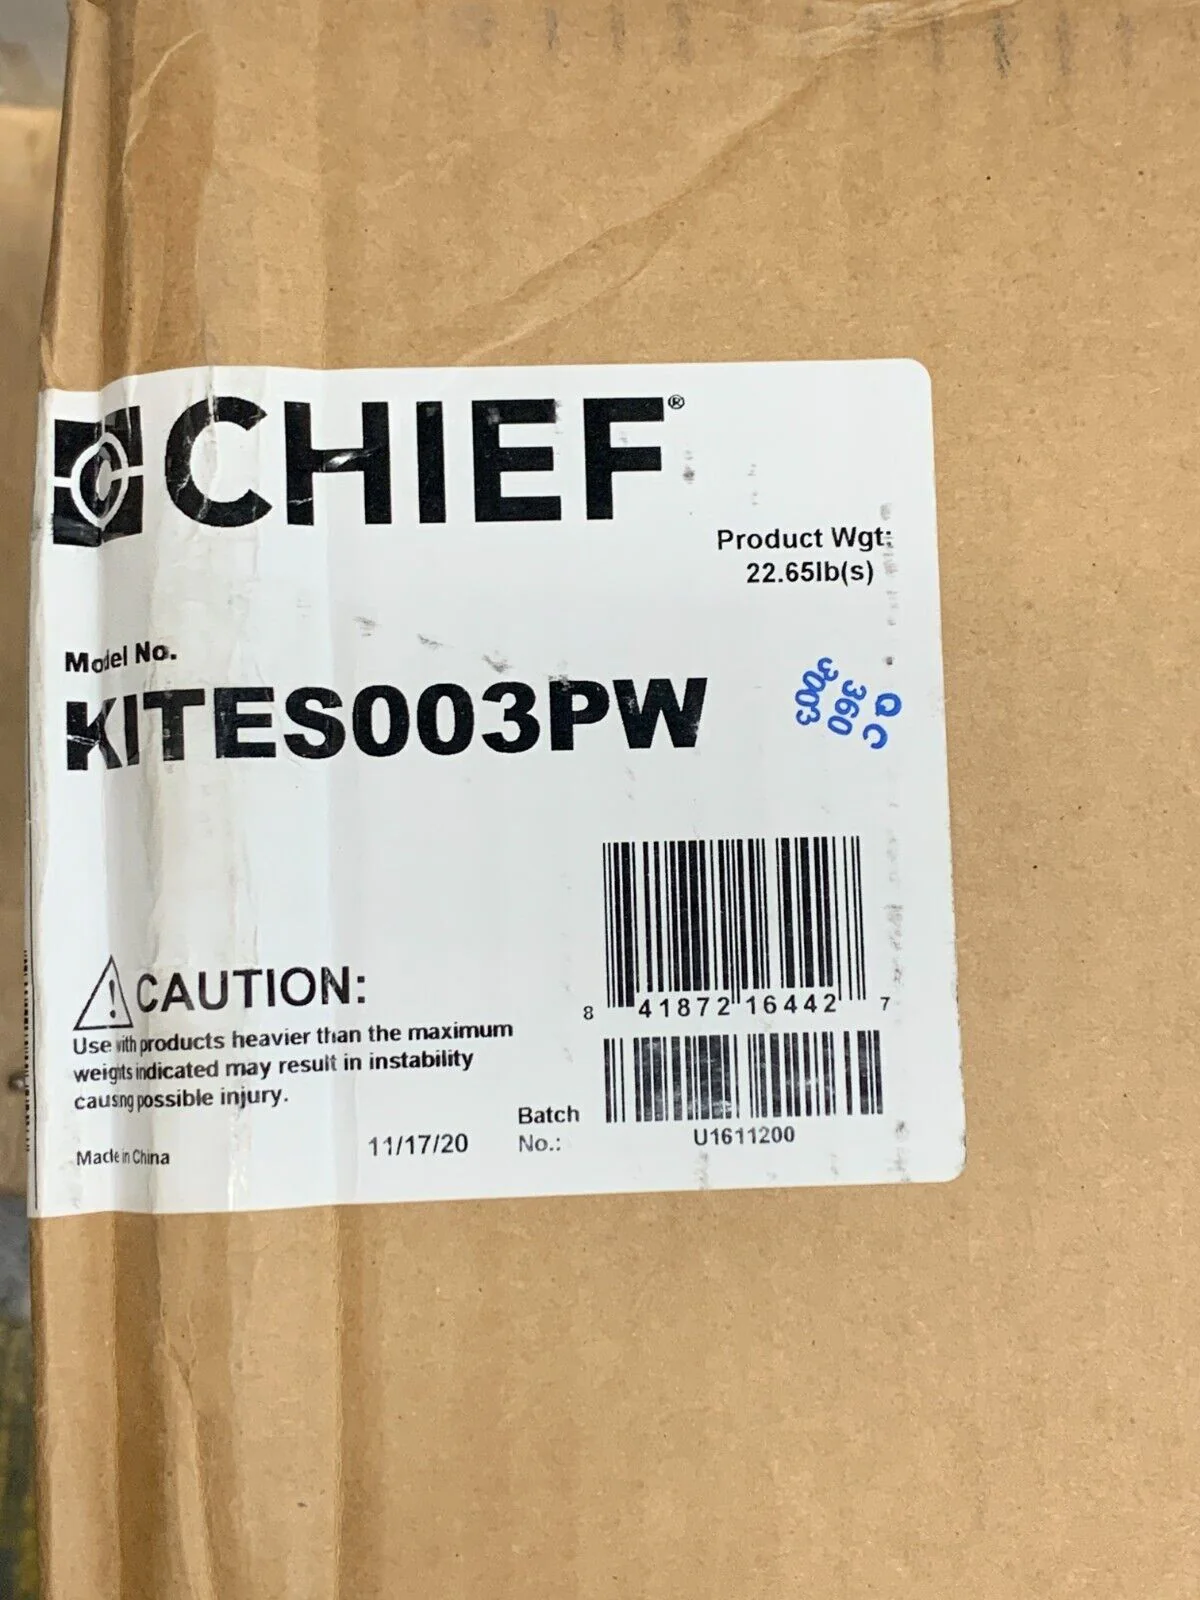 CHIEF®
Product Wgt:
22.65lb(s)
Model No.
KITES003PW
QC
360
3003
8 41872 16442 7
CAUTION:
Use with products heavier than the maximum
weights indicated may result in instability
causing possible injury.
Batch
No.:
U1611200
Made in China
11/17/20